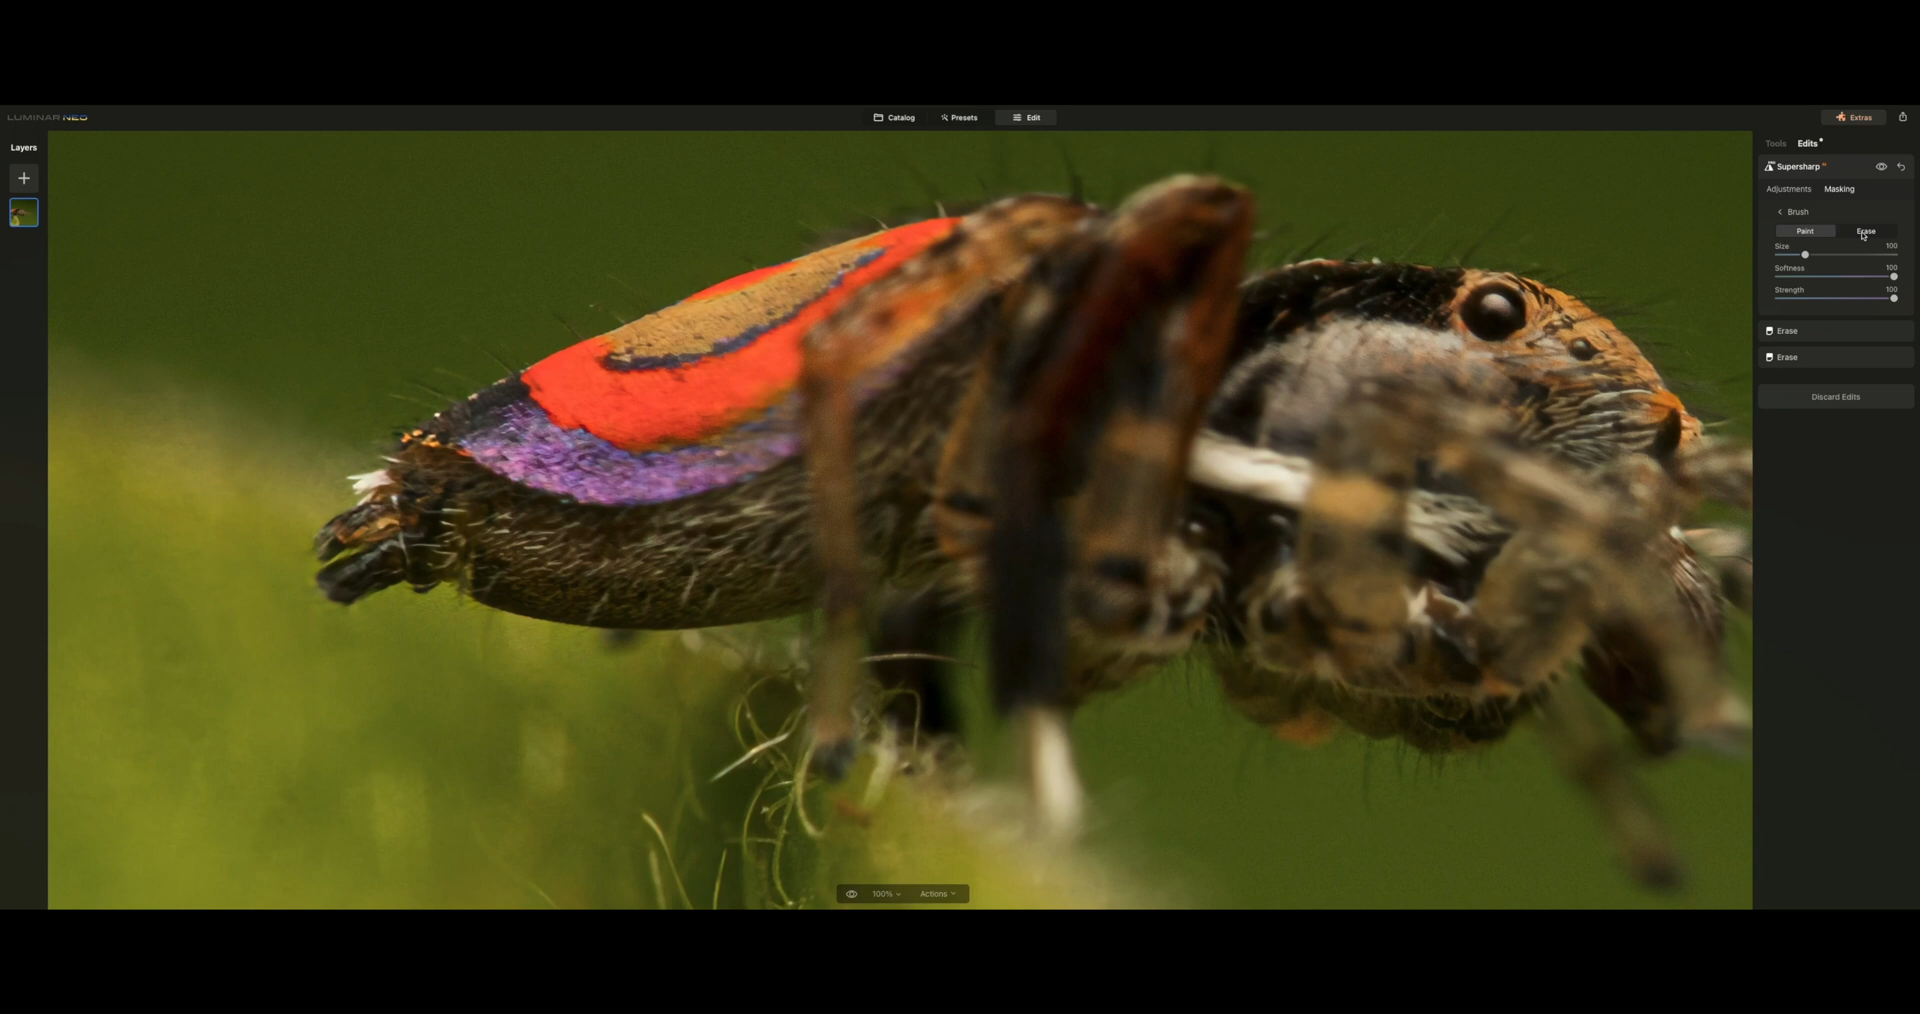 LUMINAR NEO
Catalog
Presets
Edit
Extras
Layers
Tools
Edits
Supersharp
Adjustments
Masking
Brush
Paint
Erase
Size
100
Softness
100
Strength
100
Erase
Erase
Discard Edits
100%
Actions